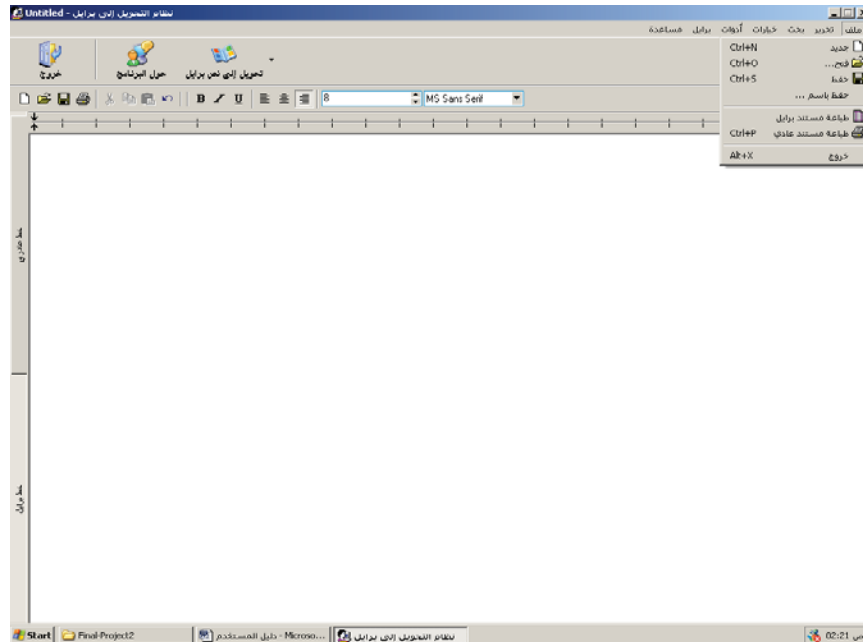 Untitled - نظام التحويل إلى برايل
ملف تحرير بحث خيارات أدوات برايل مساعدة
تحويل إلى نص برايل
حول البرنامج
خروج
B I U 8 MS Sans Serif
جديد Ctrl+N
فتح... Ctrl+O
حفظ Ctrl+S
حفظ باسم ...
طباعة مستند برايل
طباعة مستند عادي Ctrl+P
خروج Alt+X
خط عادي
خط برايل
Start
Final-Project2
دليل المستخدم - Microso...
نظام التحويل إلى برايل
02:21 ص